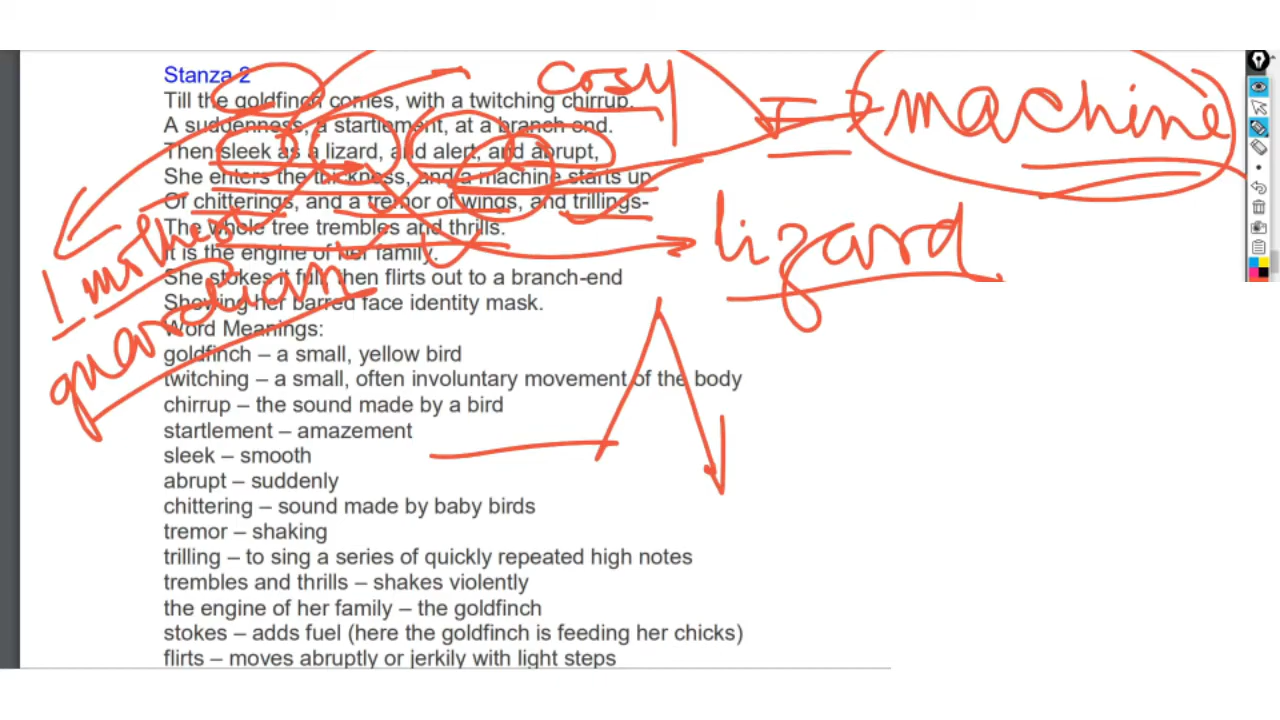 Stanza 2
cosy
Till the goldfinch comes, with a twitching chirrup.
A suddenness, a startlement, at a branch-end.
machine
Then sleek as a lizard, and alert, and abrupt,
She enters the thickness, and a machine starts up
Of chitterings, and a tremor of wings, and trillings-
The whole tree trembles and thrills.
lizard
It is the engine of her family.
She stokes it full, then flirts out to a branch-end
1 mother
Showing her barred face identity mask.
guardian
Word Meanings:
goldfinch – a small, yellow bird
twitching – a small, often involuntary movement of the body
chirrup – the sound made by a bird
startlement – amazement
sleek – smooth
abrupt – suddenly
chittering – sound made by baby birds
tremor – shaking
trilling – to sing a series of quickly repeated high notes
trembles and thrills – shakes violently
the engine of her family – the goldfinch
stokes – adds fuel (here the goldfinch is feeding her chicks)
flirts – moves abruptly or jerkily with light steps